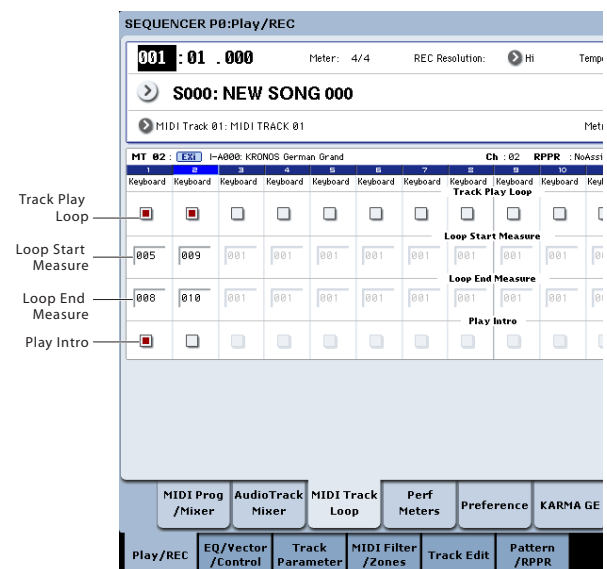 SEQUENCER P0:Play/REC
001 : 01 . 000 Meter: 4/4 REC Resolution: Hi Tempo
S000: NEW SONG 000
MIDI Track 01: MIDI TRACK 01 Metr
MT 02 : EXi I-A000: KRONOS German Grand Ch : 02 RPPR : NoAssi
1 2 3 4 5 6 7 8 9 10
Keyboard Keyboard Keyboard Keyboard Keyboard Keyboard Keyboard Keyboard Keyboard Keyboard Key
Track Play Loop
Track Play
Loop
Loop Start Measure
Loop Start
Measure
005 009 001 001 001 001 001 001 001 001 0
Loop End Measure
Loop End
Measure
008 010 001 001 001 001 001 001 001 001 0
Play Intro
Play Intro
MIDI Prog
/Mixer
AudioTrack
Mixer
MIDI Track
Loop
Perf
Meters
Preference
KARMA GE
Play/REC
EQ/Vector
/Control
Track
Parameter
MIDI Filter
/Zones
Track Edit
Pattern
/RPPR